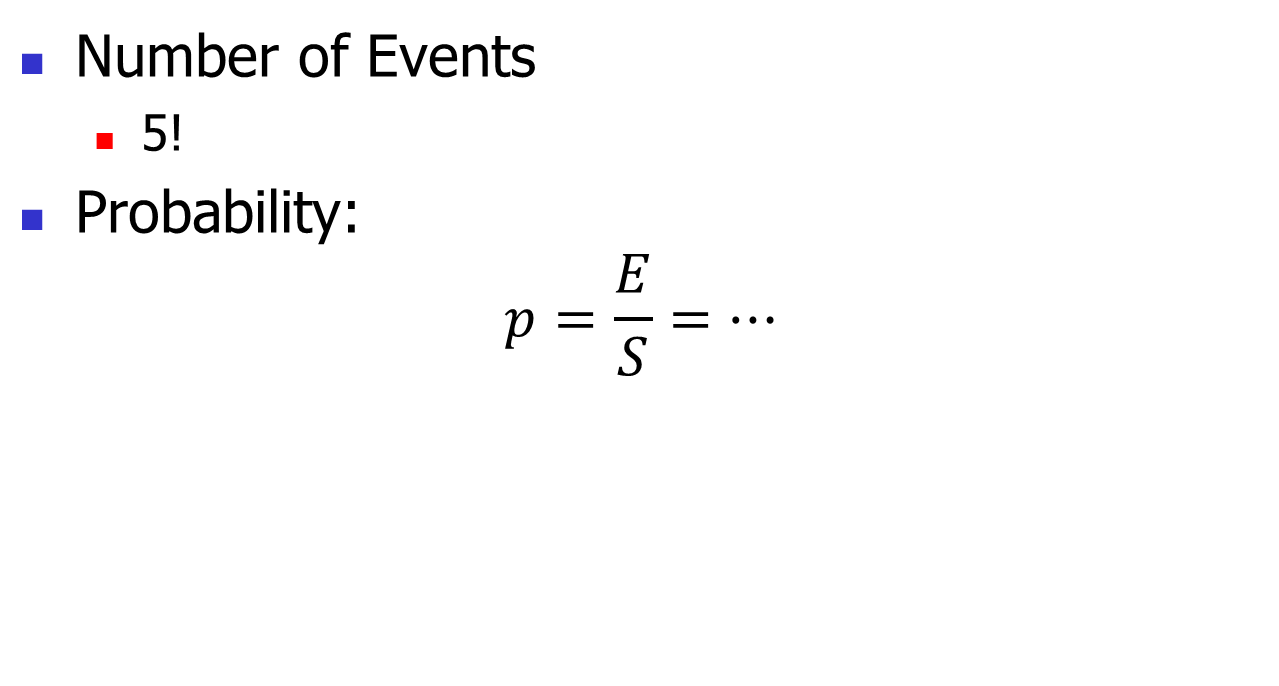 Number of Events
5!
Probability:
p = E/S = ⋯